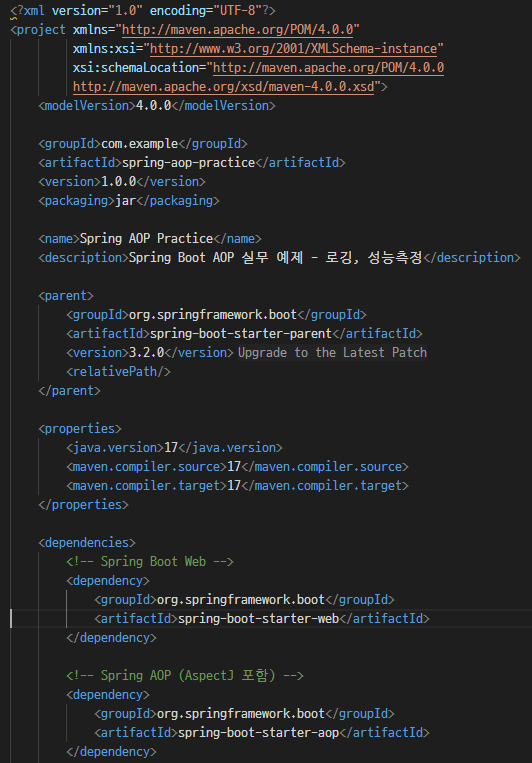 <?xml version="1.0" encoding="UTF-8"?>
<project xmlns="http://maven.apache.org/POM/4.0.0"
         xmlns:xsi="http://www.w3.org/2001/XMLSchema-instance"
         xsi:schemaLocation="http://maven.apache.org/POM/4.0.0
         http://maven.apache.org/xsd/maven-4.0.0.xsd">
    <modelVersion>4.0.0</modelVersion>

    <groupId>com.example</groupId>
    <artifactId>spring-aop-practice</artifactId>
    <version>1.0.0</version>
    <packaging>jar</packaging>

    <name>Spring AOP Practice</name>
    <description>Spring Boot AOP 실무 예제 - 로깅, 성능측정</description>

    <parent>
        <groupId>org.springframework.boot</groupId>
        <artifactId>spring-boot-starter-parent</artifactId>
        <version>3.2.0</version> Upgrade to the Latest Patch
        <relativePath/>
    </parent>

    <properties>
        <java.version>17</java.version>
        <maven.compiler.source>17</maven.compiler.source>
        <maven.compiler.target>17</maven.compiler.target>
    </properties>

    <dependencies>
        <!-- Spring Boot Web -->
        <dependency>
            <groupId>org.springframework.boot</groupId>
            <artifactId>spring-boot-starter-web</artifactId>
        </dependency>

        <!-- Spring AOP (AspectJ 포함) -->
        <dependency>
            <groupId>org.springframework.boot</groupId>
            <artifactId>spring-boot-starter-aop</artifactId>
        </dependency>